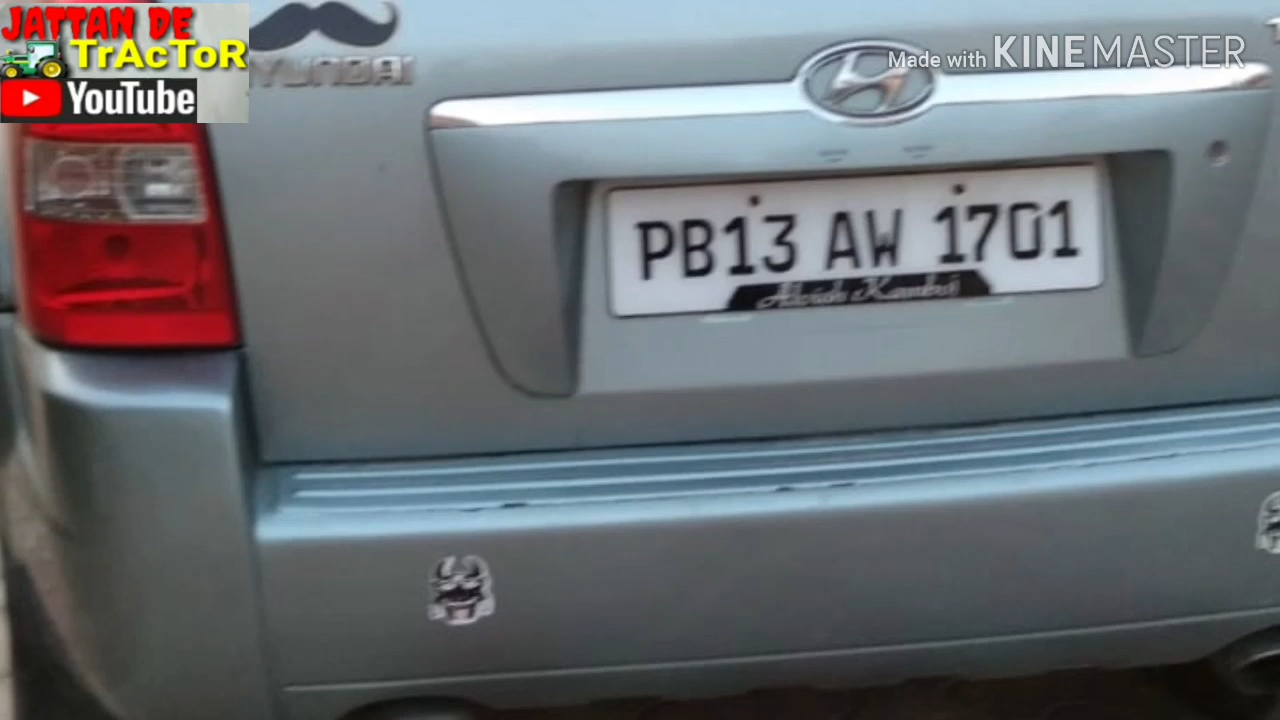 JATTAN DE
TrAcToR
YouTube
HYUNDAI
Made with KINEMASTER
PB13 AW 1701